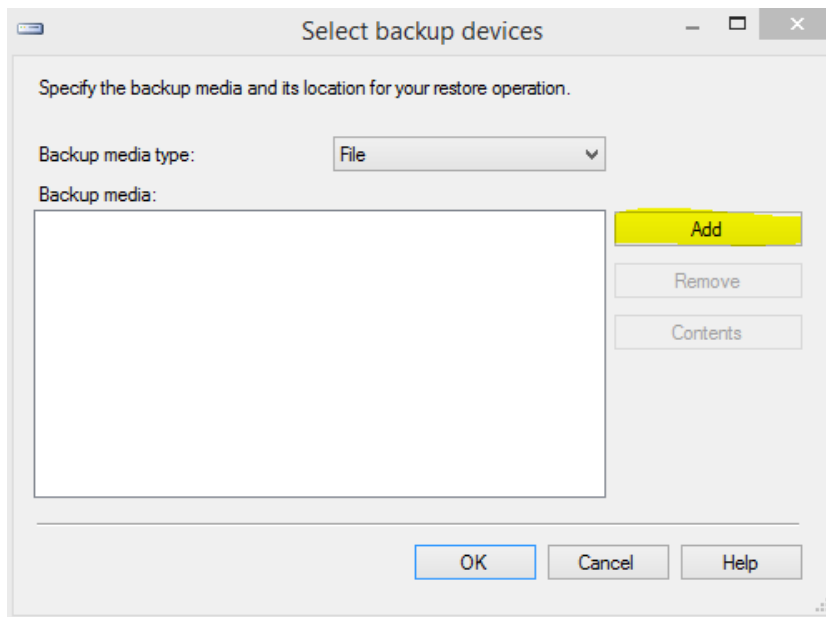 Select backup devices
Specify the backup media and its location for your restore operation.
Backup media type:
File
Backup media:
Add
Remove
Contents
OK
Cancel
Help